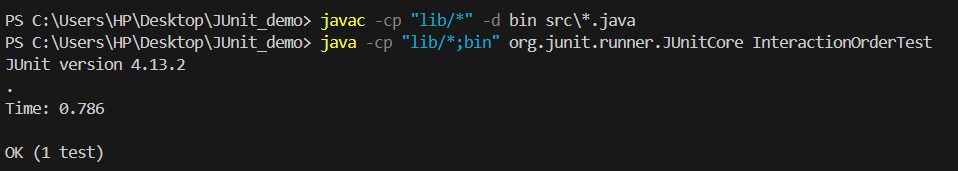 PS C:\Users\HP\Desktop\JUnit_demo> javac -cp "lib/*" -d bin src\*.java
PS C:\Users\HP\Desktop\JUnit_demo> java -cp "lib/*;bin" org.junit.runner.JUnitCore InteractionOrderTest
JUnit version 4.13.2
.
Time: 0.786
OK (1 test)